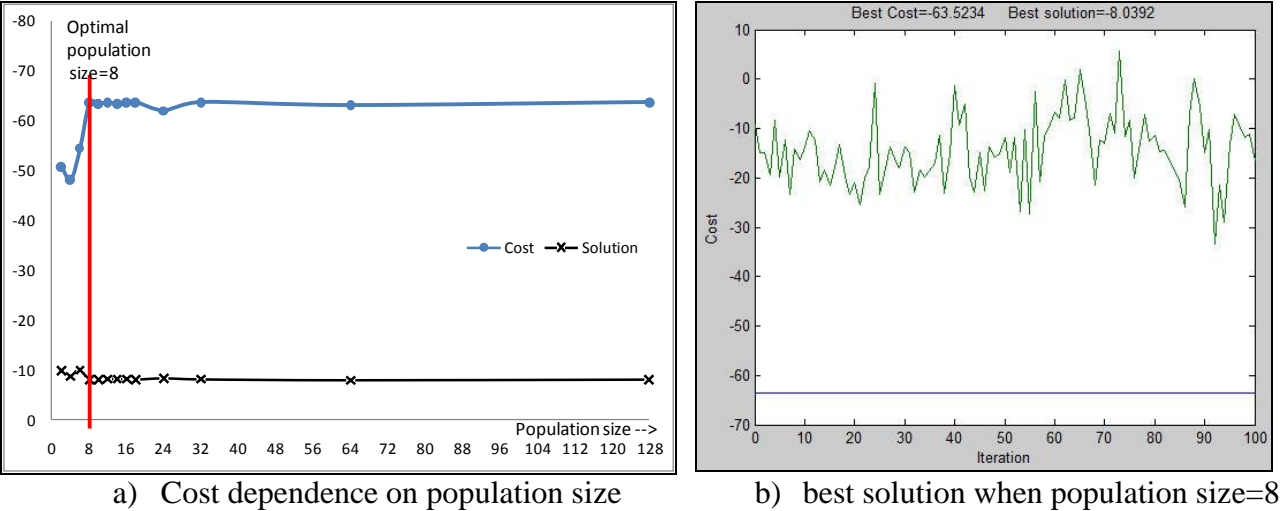 Optimal
population
size=8
-80
-70
-60
-50
-40
-30
-20
-10
0
Cost Solution
Population size -->
0 8 16 24 32 40 48 56 64 72 80 88 96 104 112 120 128
a) Cost dependence on population size
Best Cost=-63.5234 Best solution=-8.0392
10
0
-10
-20
-30
-40
-50
-60
-70
Cost
0 10 20 30 40 50 60 70 80 90 100
Iteration
b) best solution when population size=8